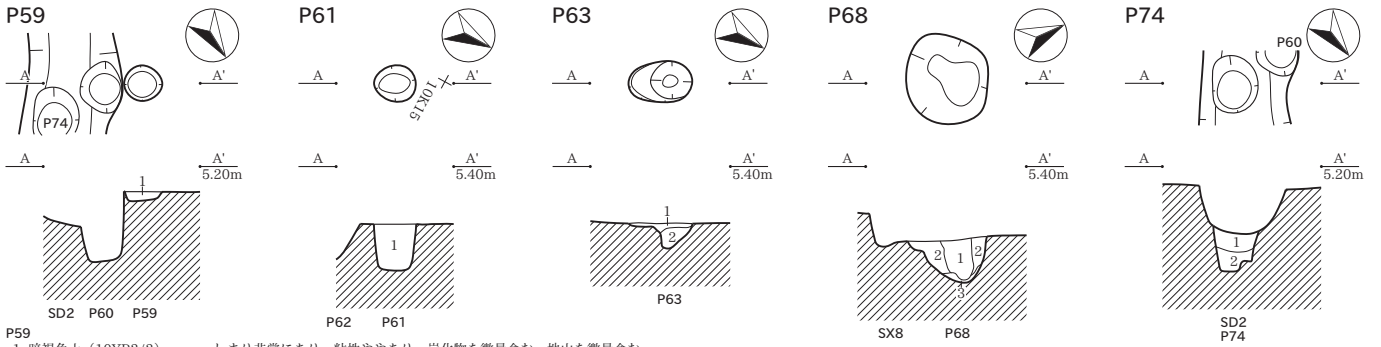 P59
P61
P63
P68
P74
A
A'
P74
A
A'
10K15
A
A'
A
A'
P60
A
A'
A
A'
5.20m
A
A'
5.40m
A
A'
5.40m
A
A'
5.40m
A
A'
5.20m
1
SD2 P60 P59
1
P62 P61
1
2
P63
2 1 2
3
SX8 P68
1
2
SD2
P74
P59